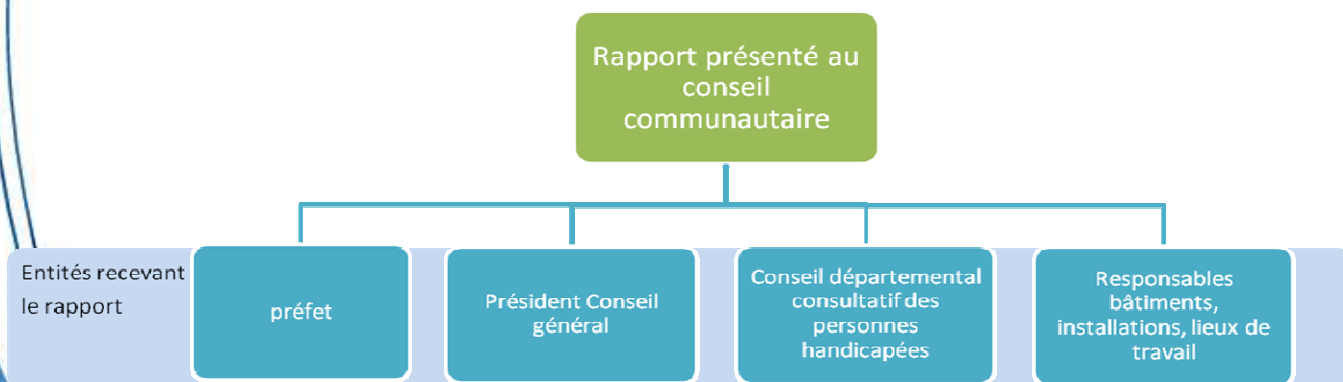 Rapport présenté au
conseil
communautaire
Entités recevant
le rapport
préfet
Président Conseil
général
Conseil départemental
consultatif des
personnes
handicapées
Responsables
bâtiments,
installations, lieux de
travail